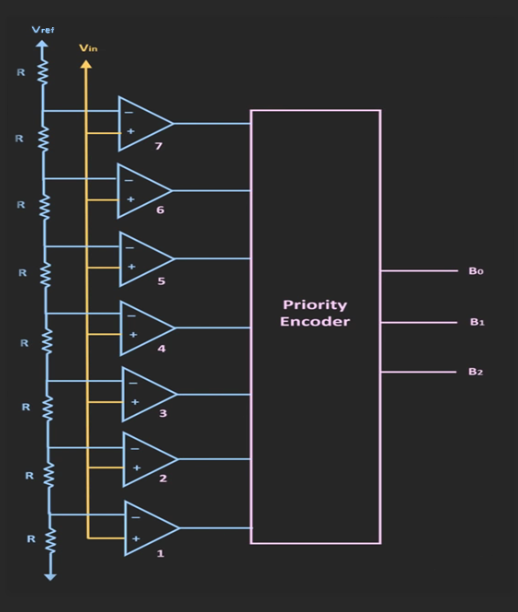 Vref
Vin
R
-
+
7
R
-
+
6
R
-
+
5
R
-
+
4
R
-
+
3
R
-
+
2
R
-
+
1
R
Priority
Encoder
B0
B1
B2